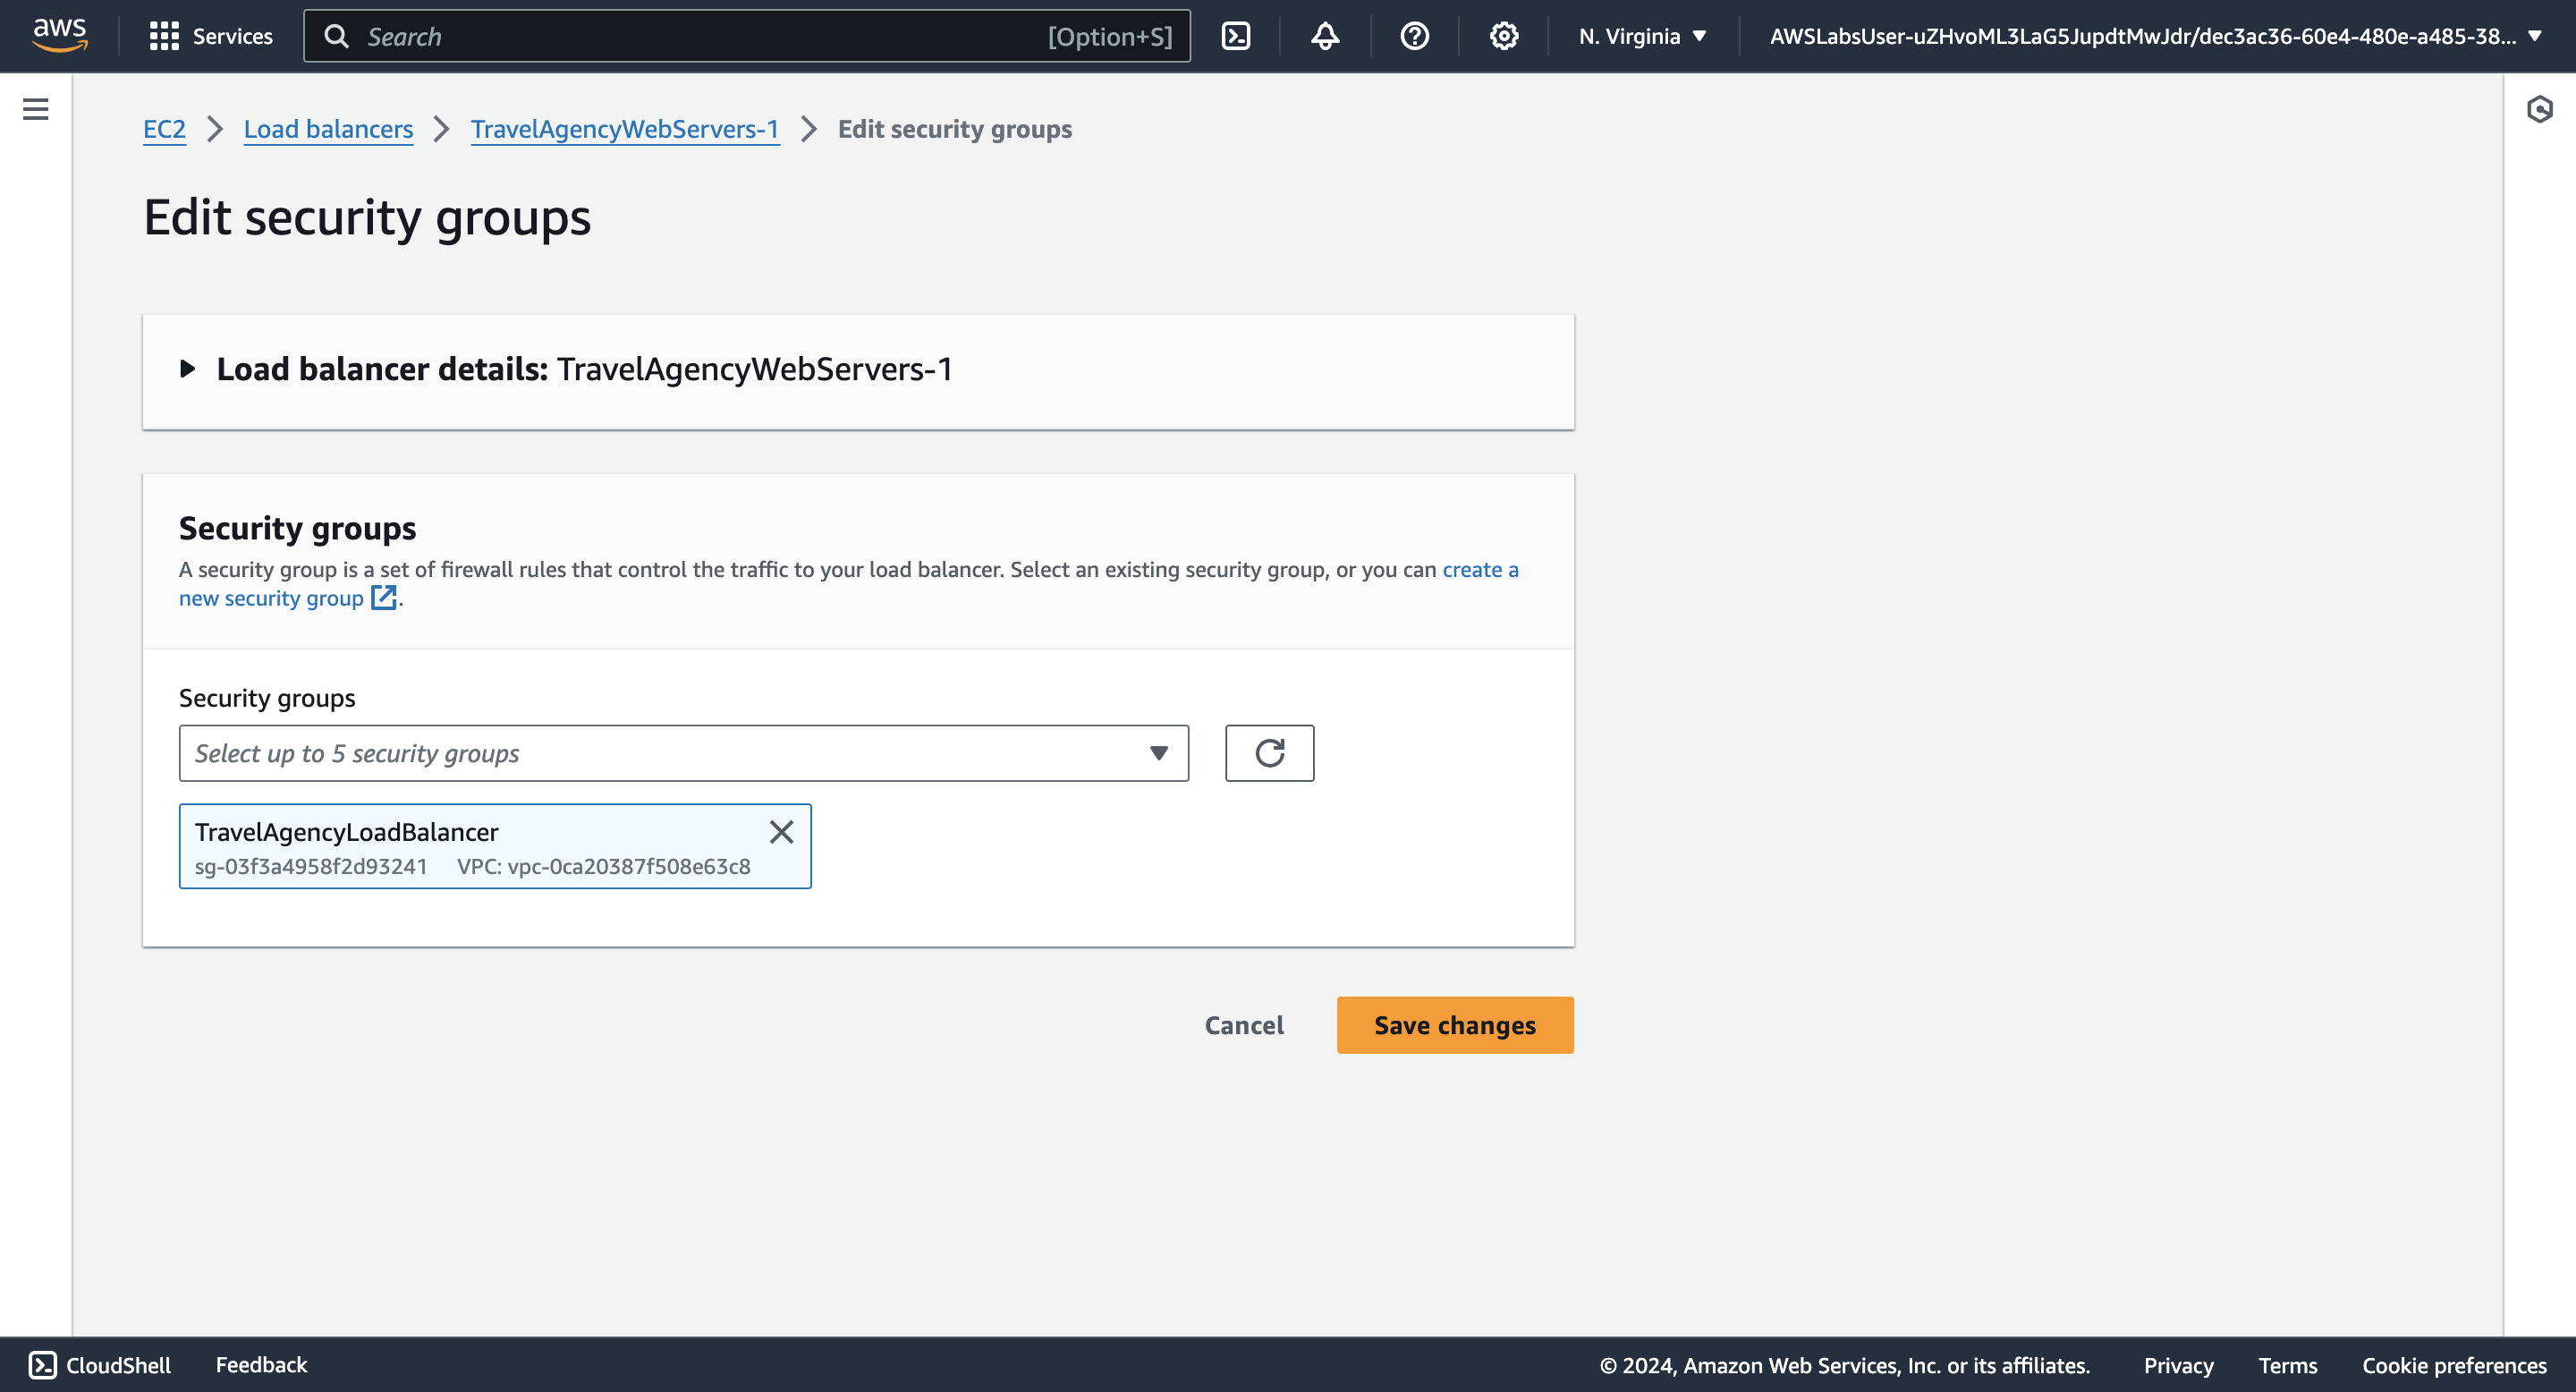 aws
Services
Search
[Option+S]
N. Virginia
AWSLabsUser-uZHvoML3LaG5JupdtMwJdr/dec3ac36-60e4-480e-a485-38...
EC2
Load balancers
TravelAgencyWebServers-1
Edit security groups
Edit security groups
Load balancer details: TravelAgencyWebServers-1
Security groups
A security group is a set of firewall rules that control the traffic to your load balancer. Select an existing security group, or you can create a
new security group .
Security groups
Select up to 5 security groups
TravelAgencyLoadBalancer
sg-03f3a4958f2d93241 VPC: vpc-0ca20387f508e63c8
Cancel
Save changes
CloudShell
Feedback
© 2024, Amazon Web Services, Inc. or its affiliates.
Privacy
Terms
Cookie preferences